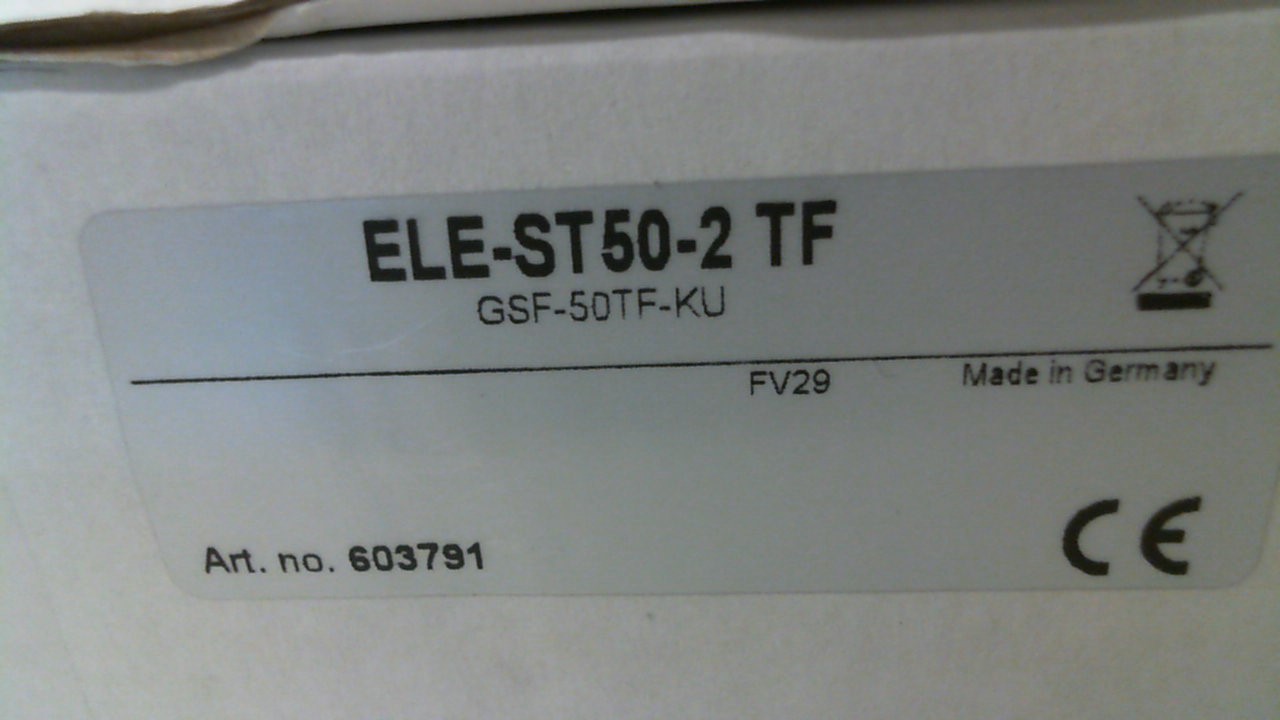 ELE-ST50-2 TF
GSF-50TF-KU
FV29 Made in Germany
Art. no. 603791
CE